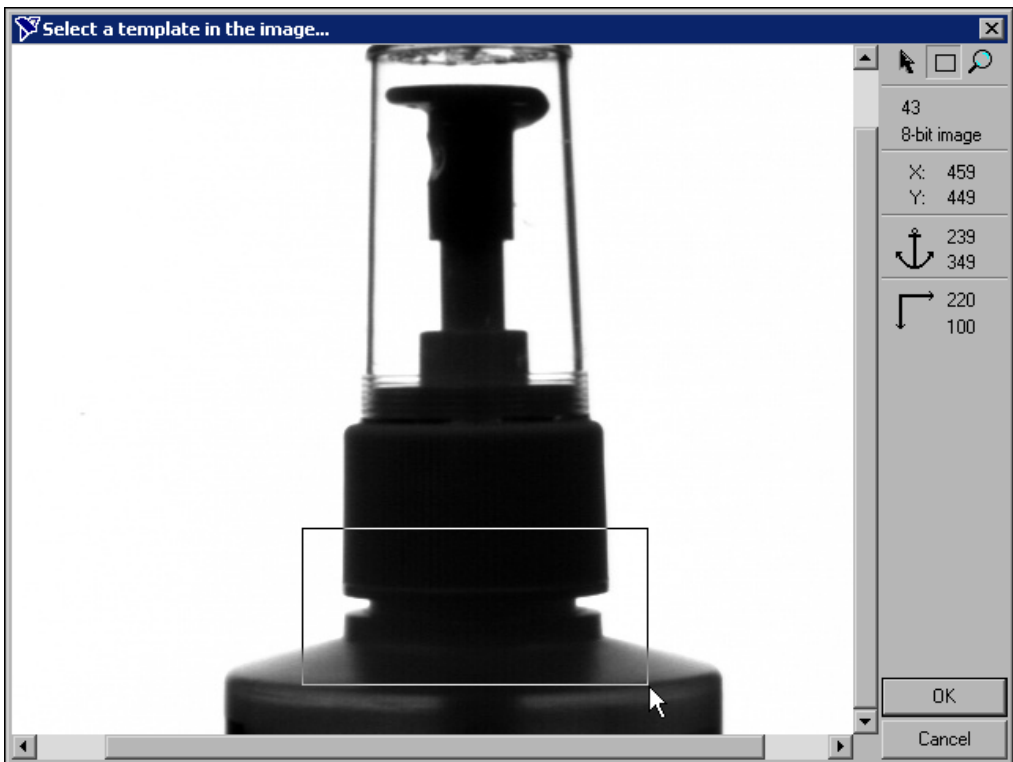 Select a template in the image...
43
8-bit image
X: 459
Y: 449
239
349
220
100
OK
Cancel